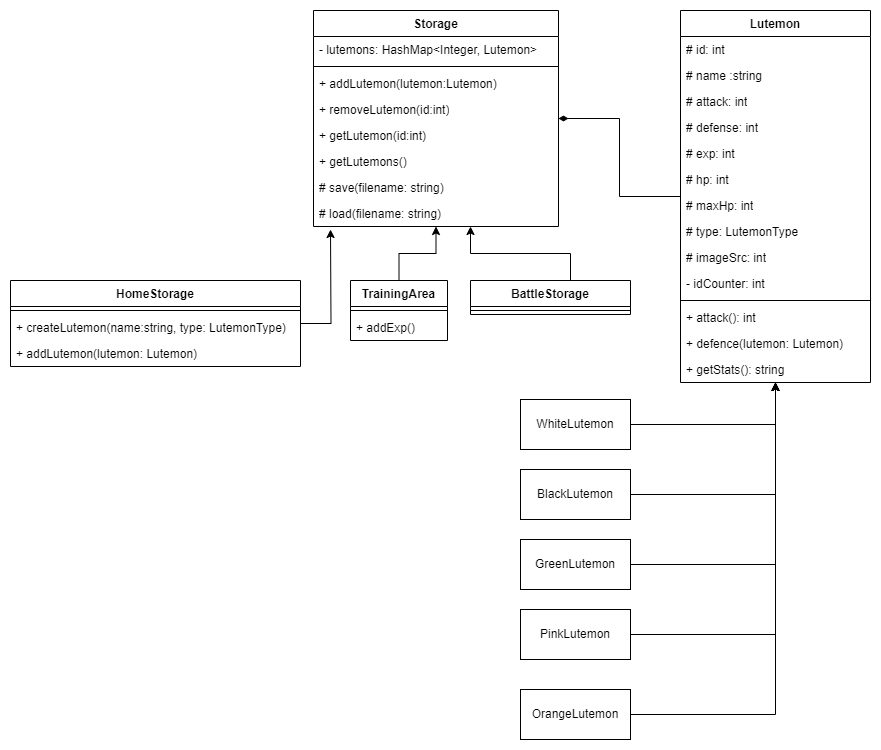 Storage
- lutemons: HashMap<Integer, Lutemon>
+ addLutemon(lutemon:Lutemon)
+ removeLutemon(id:int)
+ getLutemon(id:int)
+ getLutemons()
# save(filename: string)
# load(filename: string)
Lutemon
# id: int
# name :string
# attack: int
# defense: int
# exp: int
# hp: int
# maxHp: int
# type: LutemonType
# imageSrc: int
- idCounter: int
+ attack(): int
+ defence(lutemon: Lutemon)
+ getStats(): string
HomeStorage
+ createLutemon(name:string, type: LutemonType)
+ addLutemon(lutemon: Lutemon)
TrainingArea
+ addExp()
BattleStorage
WhiteLutemon
BlackLutemon
GreenLutemon
PinkLutemon
OrangeLutemon